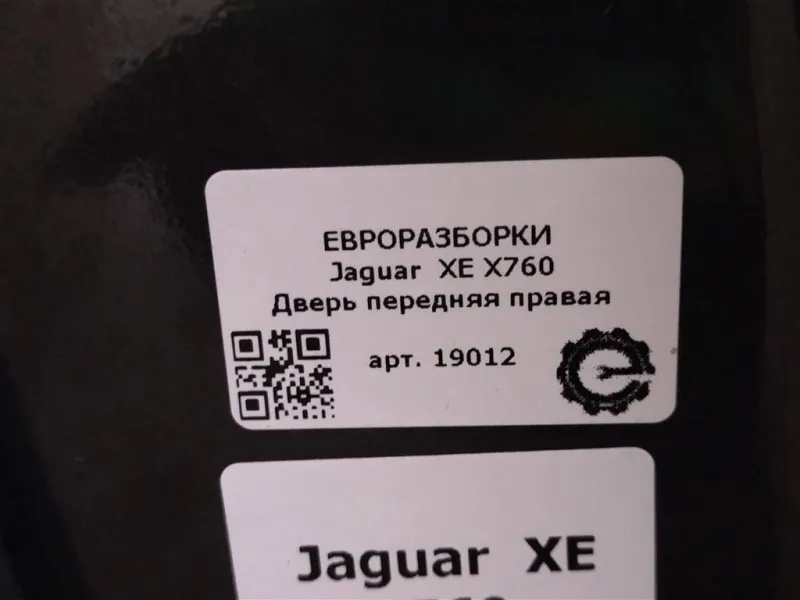 ЕВРОРАЗБОРКИ
Jaguar XE X760
Дверь передняя правая
арт. 19012
Jaguar XE